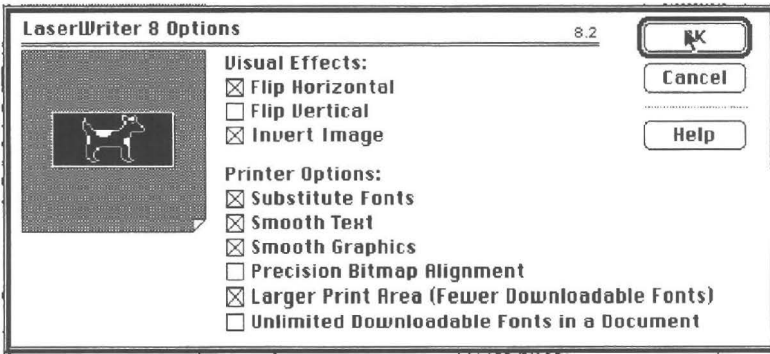 LaserWriter 8 Options 8.2
OK
Visual Effects:
Flip Horizontal
Cancel
Flip Vertical
Invert Image
Help
Printer Options:
Substitute Fonts
Smooth Text
Smooth Graphics
Precision Bitmap Alignment
Larger Print Area (Fewer Downloadable Fonts)
Unlimited Downloadable Fonts in a Document